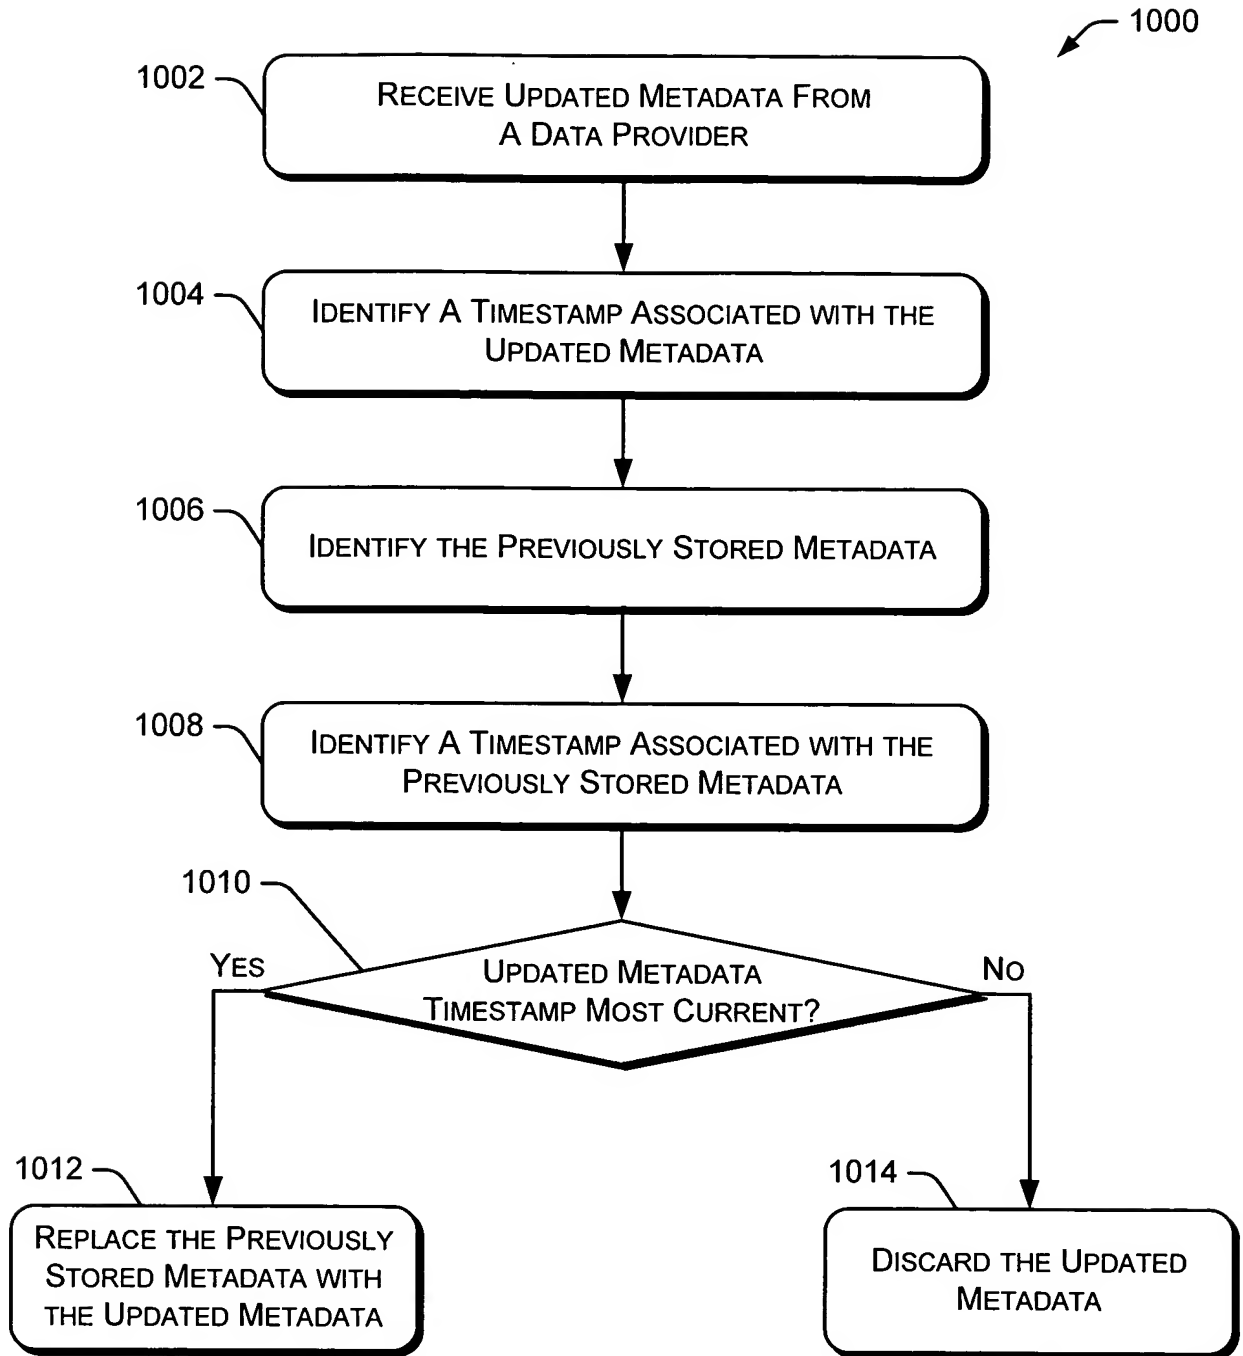 1000
1002
RECEIVE UPDATED METADATA FROM
A DATA PROVIDER
1004
IDENTIFY A TIMESTAMP ASSOCIATED WITH THE
UPDATED METADATA
1006
IDENTIFY THE PREVIOUSLY STORED METADATA
1008
IDENTIFY A TIMESTAMP ASSOCIATED WITH THE
PREVIOUSLY STORED METADATA
1010
YES
UPDATED METADATA
TIMESTAMP MOST CURRENT?
NO
1012
REPLACE THE PREVIOUSLY
STORED METADATA WITH
THE UPDATED METADATA
1014
DISCARD THE UPDATED
METADATA